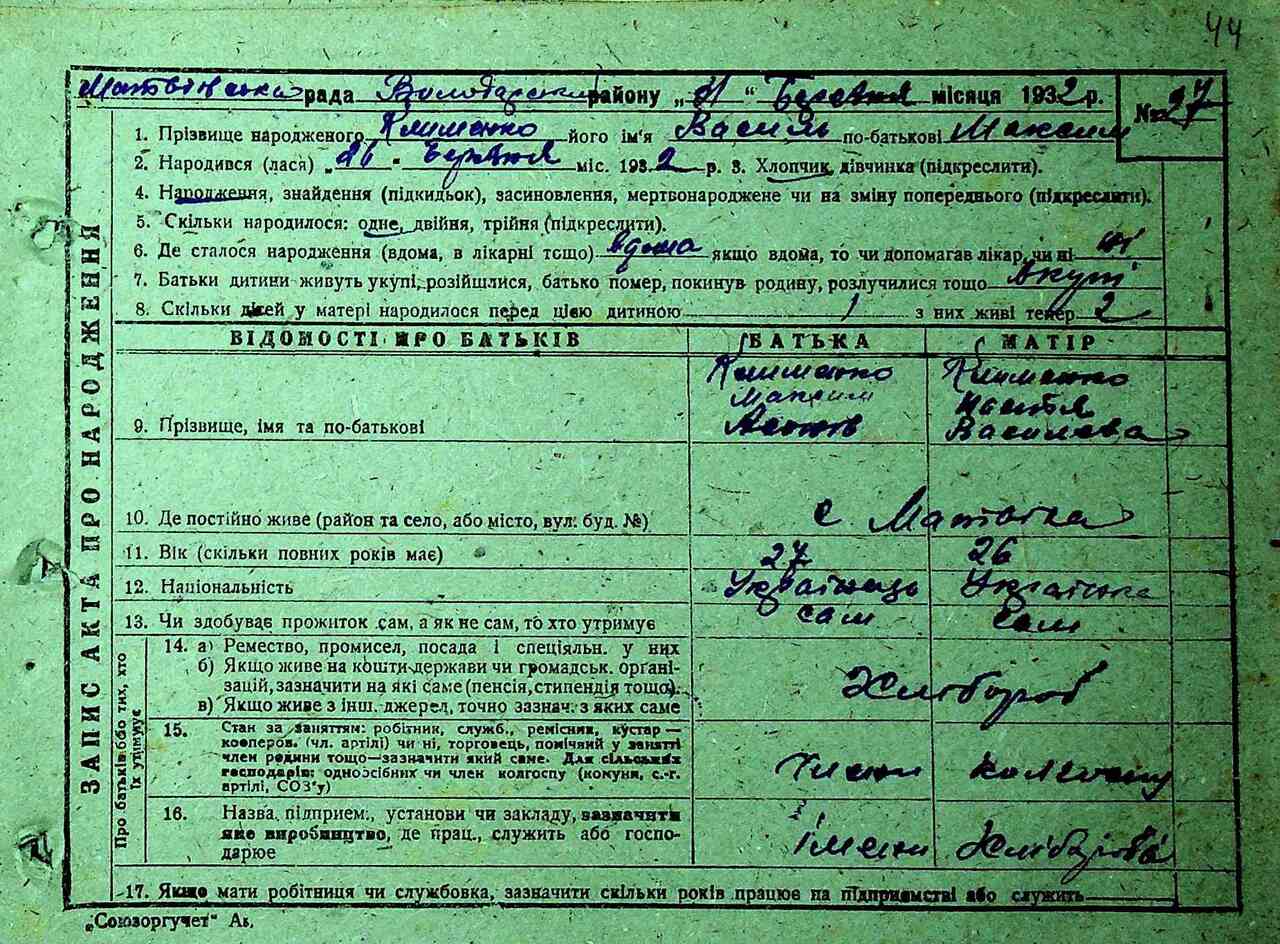 44
Матвіївська рада Володарськ району „31“ Березня місяця 1932 р.
№ 27
1. Прізвище народженого Клименко його ім'я Василь по-батькові Максим
2. Народився (лася) „ Березня міс. 1932 р. 3. Хлопчик, дівчинка (підкреслити).
4. Народження, знайдення (підкидьок), засиновлення, мертвонароджене чи на зміну попереднього (підкреслити).
5. Скільки народилося: одне, двійня, трійня (підкреслити).
6. Де сталося народження (вдома, в лікарні тощо) вдома якщо вдома, то чи допомагав лікар, чи ні ні
7. Батьки дитини живуть укупі, розійшлися, батько помер, покинув родину, розлучилися тощо вкупі
8. Скільки дітей у матері народилося перед цією дитиною 1 з них живі тепер 2
ЗАПИС АКТА ПРО НАРОДЖЕННЯ
ВІДОМОСТІ ПРО БАТЬКІВ БАТЬКА МАТІР
Клименко Клименко
Максим Настя
9. Прізвище, імя та по-батькові Василева
10. Де постійно живе (район та село, або місто, вул. буд. №) с. Матвіїка
11. Вік (скільки повних років має) 27 26
12. Національність Українець Українка
13. Чи здобуває прожиток сам, а як не сам, то хто утримує сам сам
Про батьків або тих, хто їх утримує
14. а) Ремество, промисел, посада і спеціяльн. у них
б) Якщо живе на кошти держави чи громадськ. органі-
зацій, зазначити на які саме (пенсія, стипендія тощо). Хлібороб
в) Якщо живе з інш. джерел, точно зазнач. з яких саме
15. Стан за заняттям: робітник, служб., ремісник, кустар —
кооперов. (чл. артілі) чи ні, торговець, помічний у занятті
член родини тощо—зазначити який саме. Для сільських
господарів: одноосібних чи член колгоспу (комуни, с.-г. Члени колгоспу
артілі, СОЗ'у)
16. Назва підприєм., установи чи закладу, зазначити
яке виробництво, де прац., служить або госпо-
дарює імени Хлібороба
17. Якщо мати робітниця чи службовка, зазначити скільки років працює на підприємстві або служить
„Союзоргучет“ Ак.